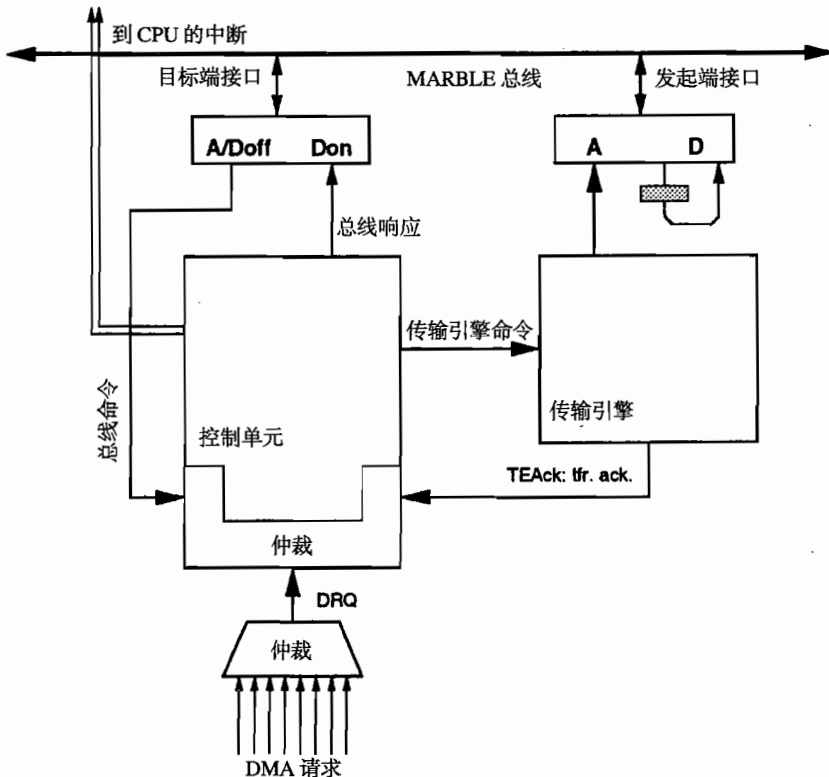 到 CPU 的中断
目标端接口
MARBLE 总线
发起端接口
A/Doff
Don
A
D
总线响应
传输引擎命令
总线命令
控制单元
传输引擎
TEAck: tfr. ack.
仲裁
DRQ
仲裁
DMA 请求